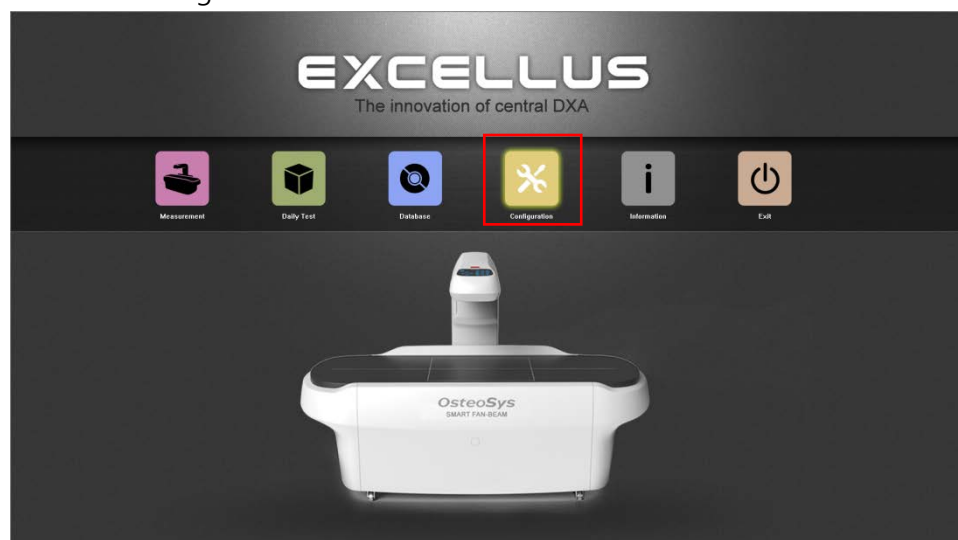 EXCELLUS
The innovation of central DXA
Measurement
Daily Test
Database
Configuration
Information
Exit
OsteoSys
SMART FAN-BEAM